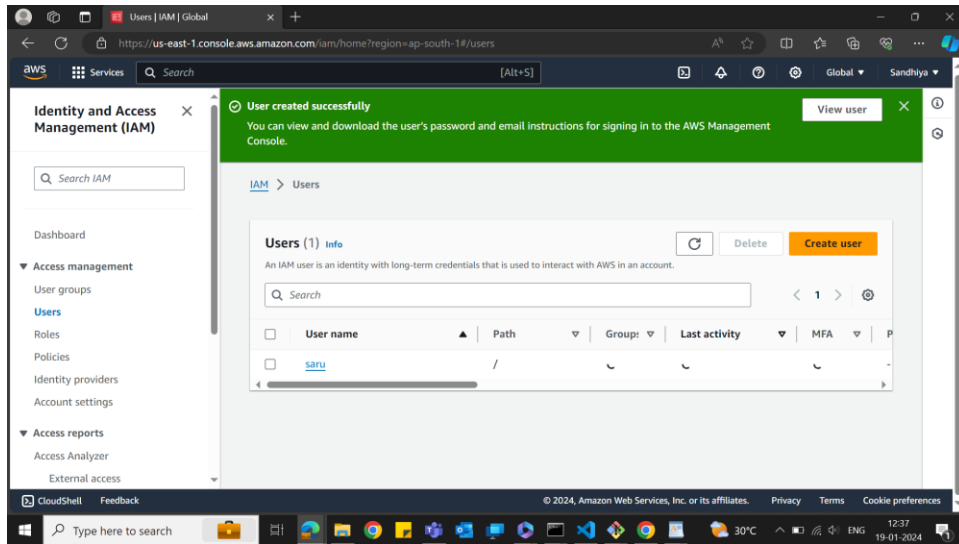 Users | IAM | Global
https://us-east-1.console.aws.amazon.com/iam/home?region=ap-south-1#/users
aws
Services
Search
[Alt+S]
Global
Sandhiya
Identity and Access
Management (IAM)
Search IAM
Dashboard
Access management
User groups
Users
Roles
Policies
Identity providers
Account settings
Access reports
Access Analyzer
External access
User created successfully
You can view and download the user's password and email instructions for signing in to the AWS Management
Console.
View user
IAM > Users
Users (1) Info
Delete
Create user
An IAM user is an identity with long-term credentials that is used to interact with AWS in an account.
Search
1
User name Path Group: Last activity MFA P
saru / -
CloudShell Feedback © 2024, Amazon Web Services, Inc. or its affiliates. Privacy Terms Cookie preferences
Type here to search
30°C
ENG
12:37
19-01-2024